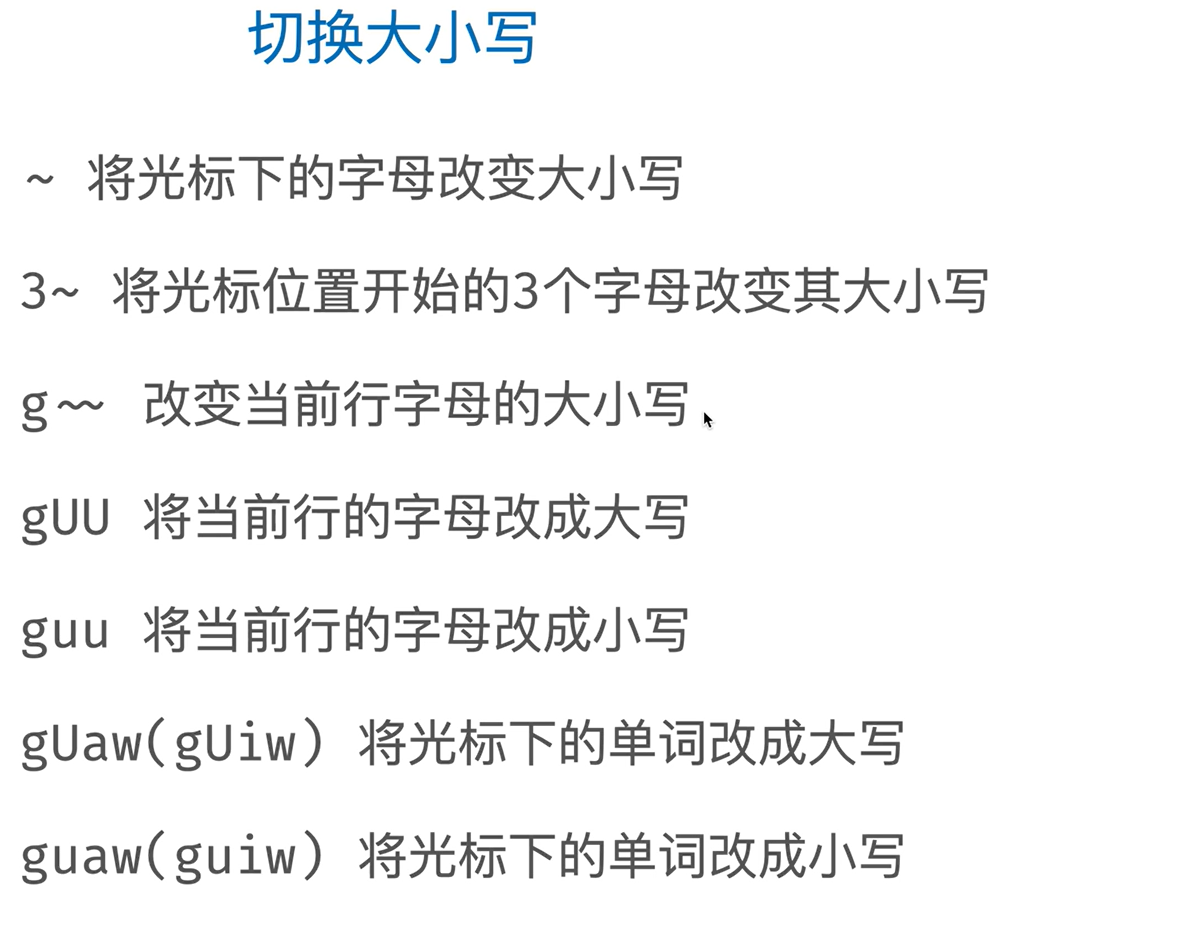 切换大小写
~ 将光标下的字母改变大小写
3~ 将光标位置开始的3个字母改变其大小写
g~~ 改变当前行字母的大小写
gUU 将当前行的字母改成大写
guu 将当前行的字母改成小写
gUaw(gUiw) 将光标下的单词改成大写
guaw(guiw) 将光标下的单词改成小写